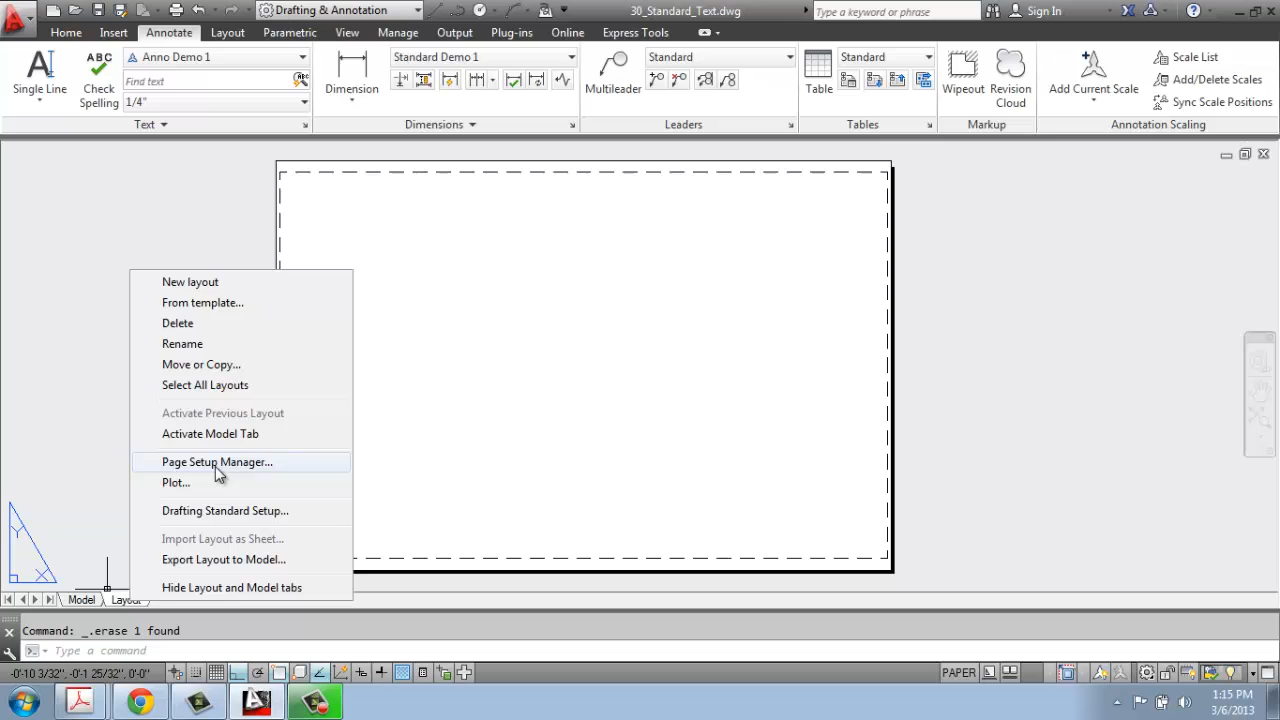 Drafting & Annotation
30_Standard_Text.dwg
Type a keyword or phrase
Sign In
Home
Insert
Annotate
Layout
Parametric
View
Manage
Output
Plug-ins
Online
Express Tools
Single Line
ABC
Check Spelling
Anno Demo 1
Find text
1/4"
Text
Dimension
Standard Demo 1
Dimensions
Multileader
Standard
Leaders
Table
Standard
Tables
Wipeout
Revision Cloud
Markup
Add Current Scale
Scale List
Add/Delete Scales
Sync Scale Positions
Annotation Scaling
New layout
From template...
Delete
Rename
Move or Copy...
Select All Layouts
Activate Previous Layout
Activate Model Tab
Page Setup Manager...
Plot...
Drafting Standard Setup...
Import Layout as Sheet...
Export Layout to Model...
Hide Layout and Model tabs
Y
X
Model
Layout
Command: _.erase 1 found
Type a command
-0'-10 3/32", -0'-1 25/32", 0'-0"
PAPER
1:15 PM
3/6/2013